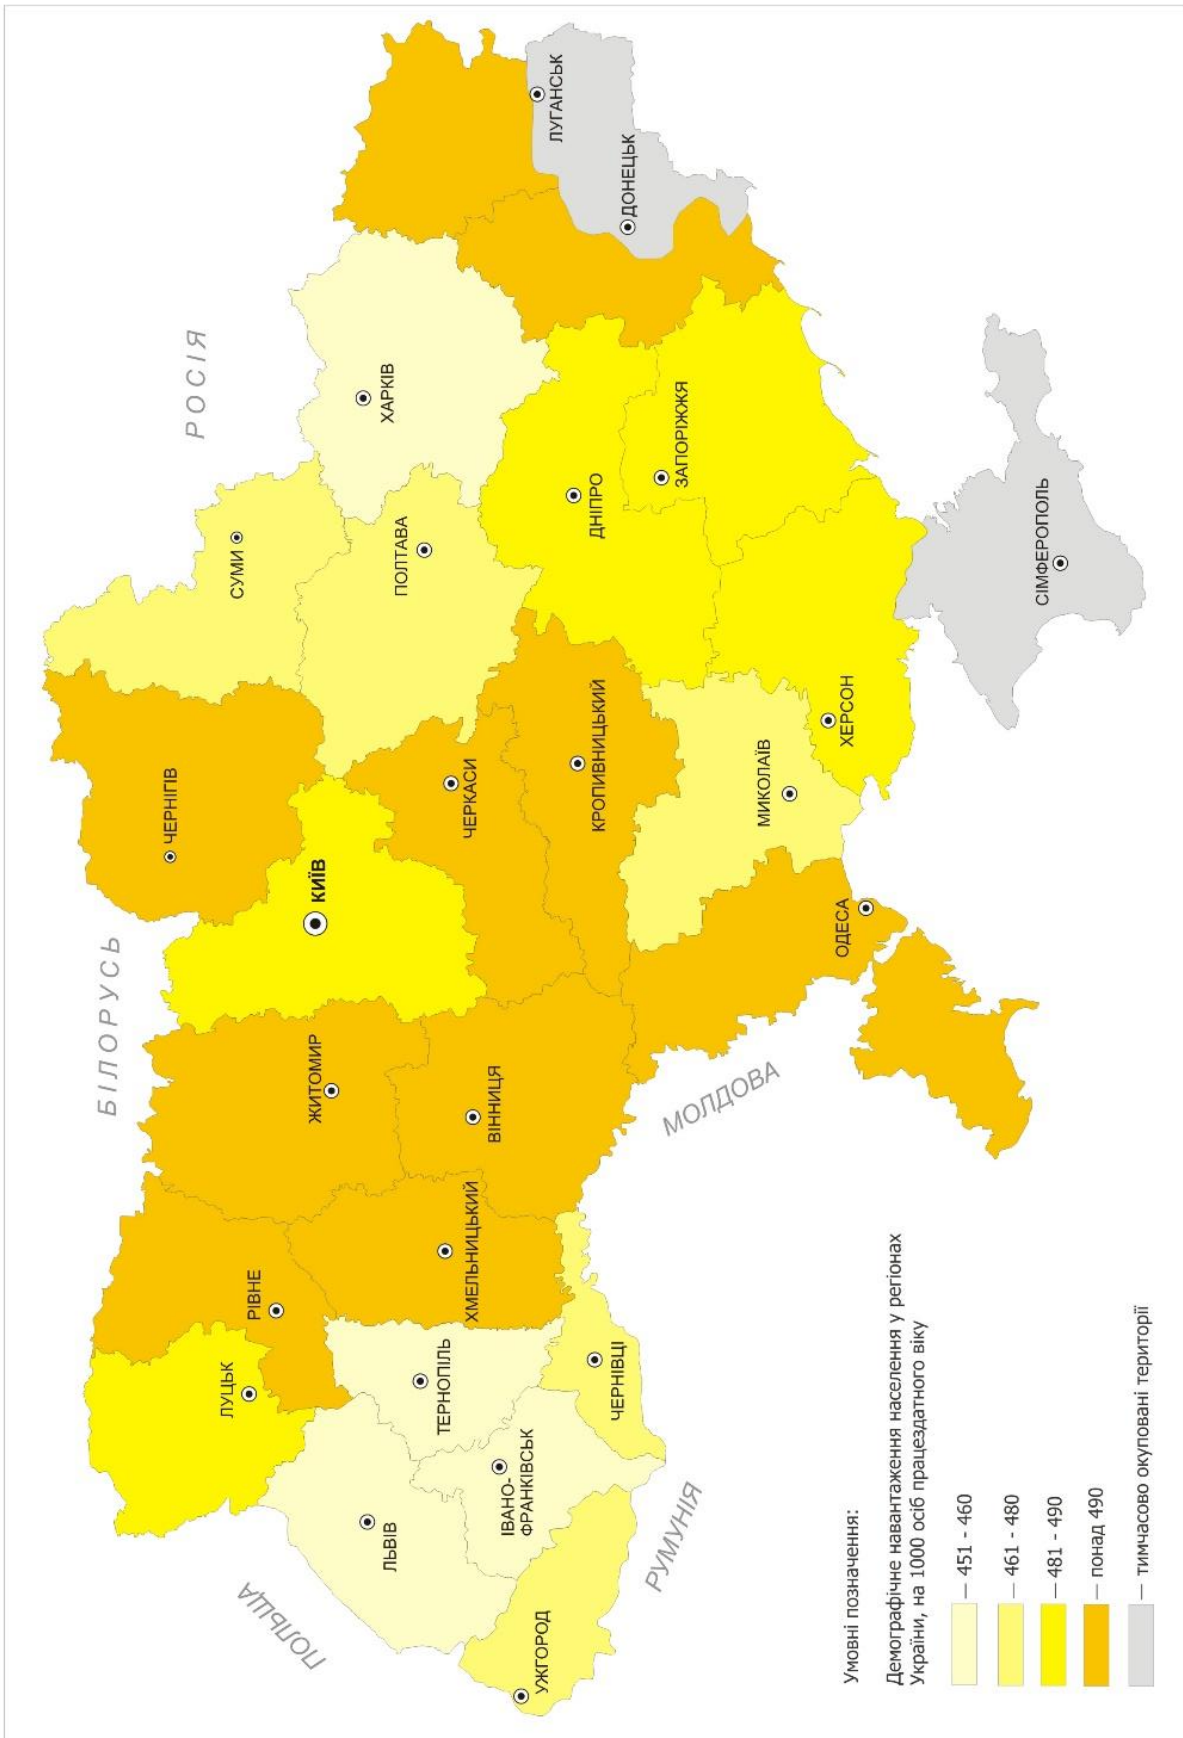 БІЛОРУСЬ
РОСІЯ
ПОЛЬЩА
РУМУНІЯ
МОЛДОВА
ЛУЦЬК
РІВНЕ
ЖИТОМИР
КИЇВ
ЧЕРНІГІВ
СУМИ
ЛЬВІВ
ТЕРНОПІЛЬ
ХМЕЛЬНИЦЬКИЙ
ВІННИЦЯ
ЧЕРКАСИ
ПОЛТАВА
ХАРКІВ
ЛУГАНСЬК
УЖГОРОД
ІВАНО-
ФРАНКІВСЬК
ЧЕРНІВЦІ
КРОПИВНИЦЬКИЙ
ДНІПРО
ДОНЕЦЬК
ЗАПОРІЖЖЯ
МИКОЛАЇВ
ОДЕСА
ХЕРСОН
СІМФЕРОПОЛЬ
Умовні позначення:
Демографічне навантаження населення у регіонах
України, на 1000 осіб працездатного віку
— 451 - 460
— 461 - 480
— 481 - 490
— понад 490
— тимчасово окуповані території